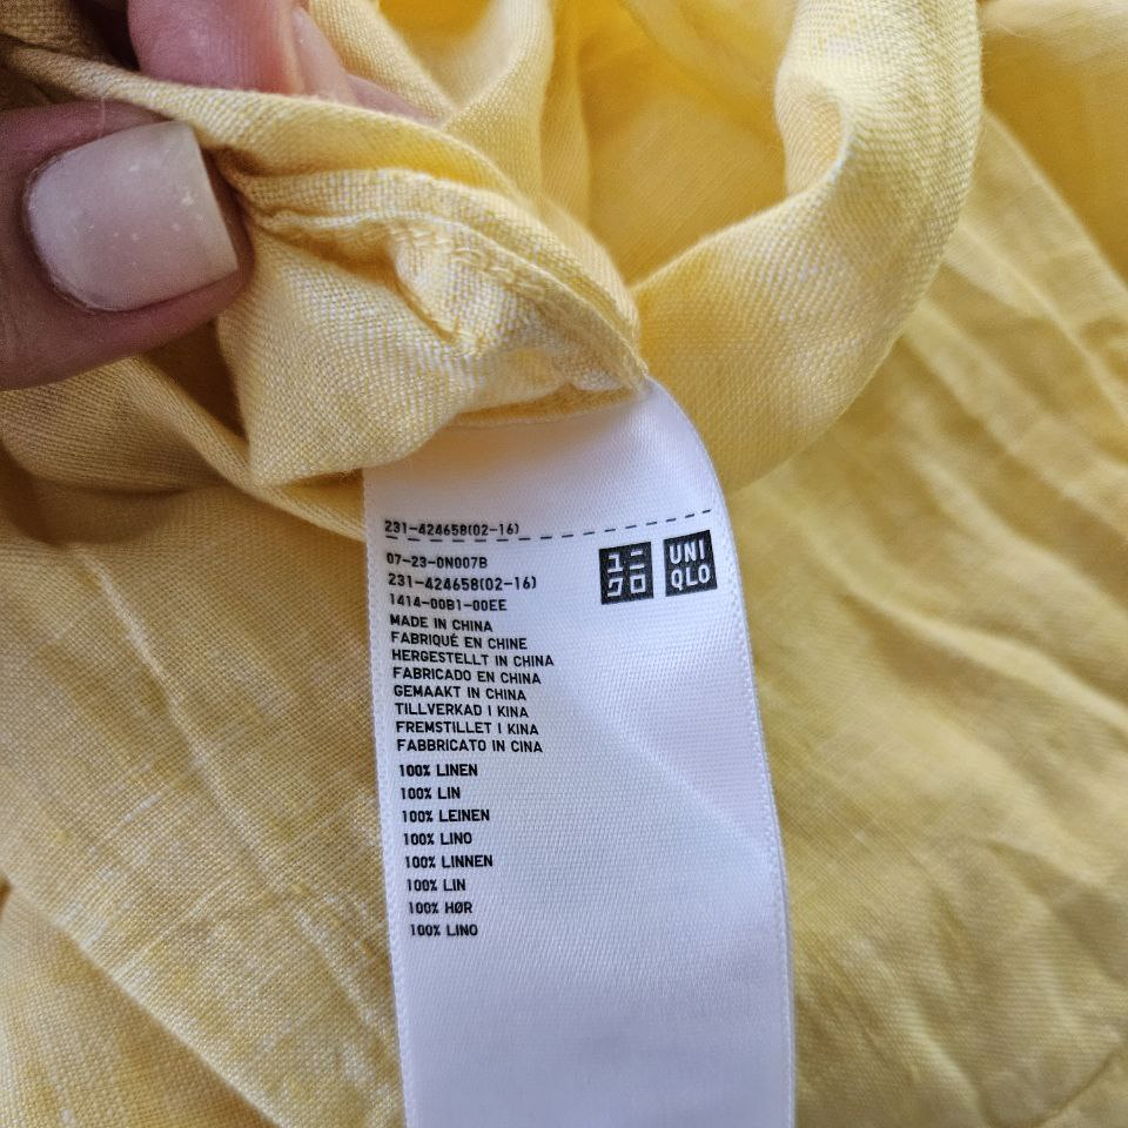 231-424658(02-16)
07-23-0N007B
231-424658(02-16)
1414-00B1-00EE
ユニ
クロ
UNI
QLO
MADE IN CHINA
FABRIQUÉ EN CHINE
HERGESTELLT IN CHINA
FABRICADO EN CHINA
GEMAAKT IN CHINA
TILLVERKAD I KINA
FREMSTILLET I KINA
FABBRICATO IN CINA
100% LINEN
100% LIN
100% LEINEN
100% LINO
100% LINNEN
100% LIN
100% HØR
100% LINO